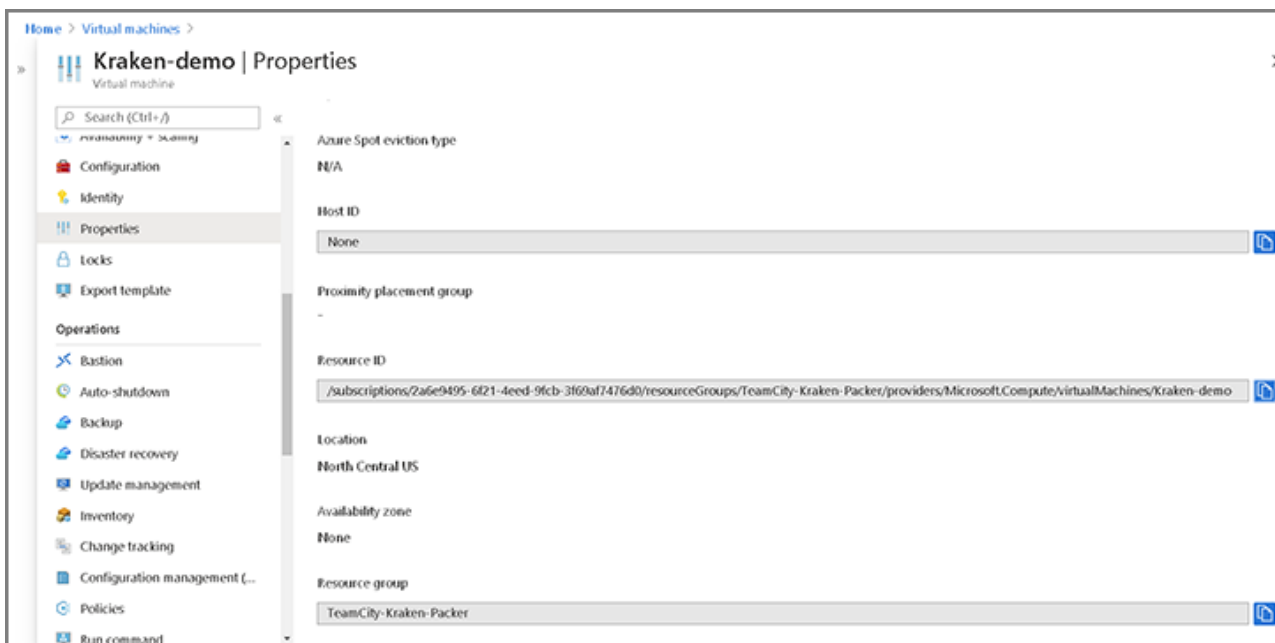 Home > Virtual machines >
Kraken-demo | Properties
Virtual machine
Search (Ctrl+/)
Availability + scaling
Configuration
Identity
Properties
Locks
Export template
Operations
Bastion
Auto-shutdown
Backup
Disaster recovery
Update management
Inventory
Change tracking
Configuration management (...
Policies
Run command
Azure Spot eviction type
N/A
Host ID
None
Proximity placement group
-
Resource ID
/subscriptions/2a6e9495-6f21-4eed-9fcb-3f69af7476d0/resourceGroups/TeamCity-Kraken-Packer/providers/Microsoft.Compute/virtualMachines/Kraken-demo
Location
North Central US
Availability zone
None
Resource group
TeamCity-Kraken-Packer